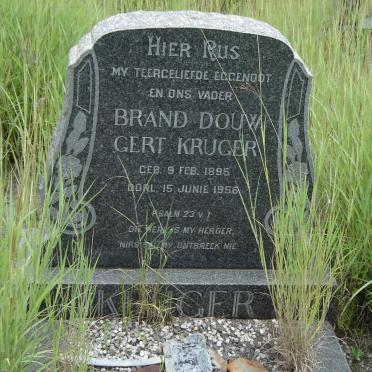 HIER RUS
MY TEERGELIEFDE EGGENOOT
EN ONS VADER
BRAND DOUW
GERT KRUGER
GEB. 9 FEB. 1895
OORL. 15 JUNIE 1956
PSALM 23 V 1
DIE HERE IS MY HERDER,
NIKS SAL MY ONTBREEK NIE
KRUGER